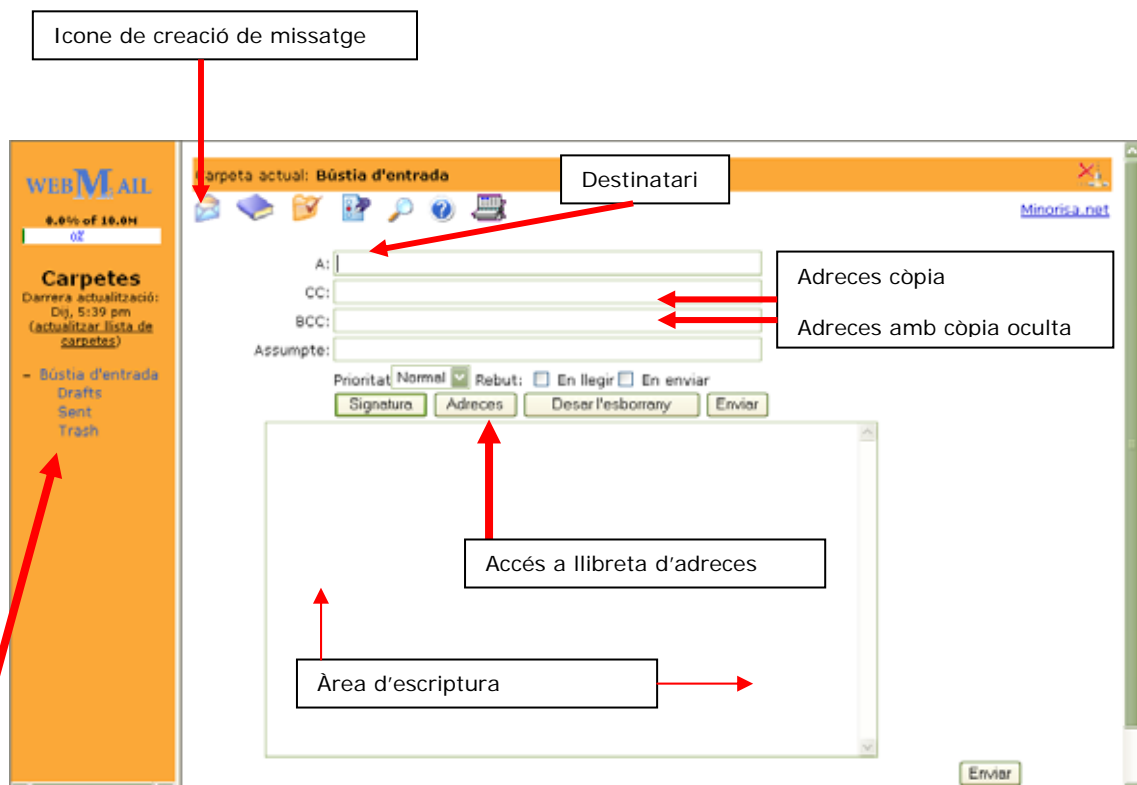 Icone de creació de missatge
WEBMAIL
0.0% of 10.0M
0%
Carpetes
Darrera actualització:
Dij, 5:39 pm
(actualitzar llista de
carpetes)
– Bústia d'entrada
Drafts
Sent
Trash
Carpeta actual: Bústia d'entrada
Destinatari
Minorisa.net
A:
CC:
BCC:
Assumpte:
Adreces còpia
Adreces amb còpia oculta
Prioritat Normal Rebut: En llegir En enviar
Signatura Adreces Desar l'esborrany Enviar
Accés a llibreta d’adreces
Àrea d’escriptura
Enviar